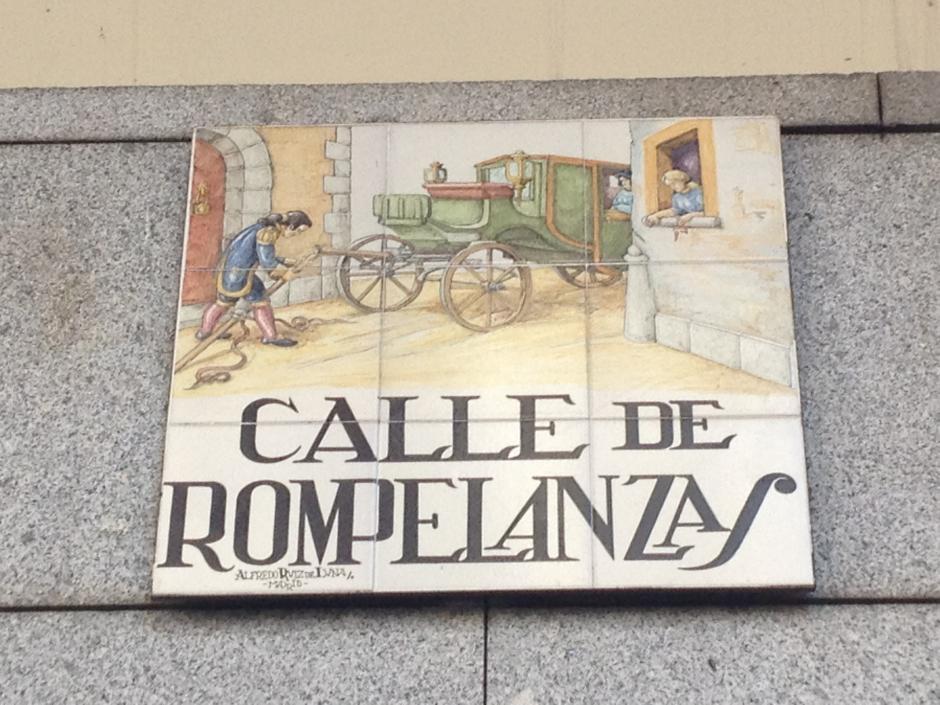 CALLE DE
ROMPELANZAS
ALFREDO RUIZ DE LUNA
-MADRID-